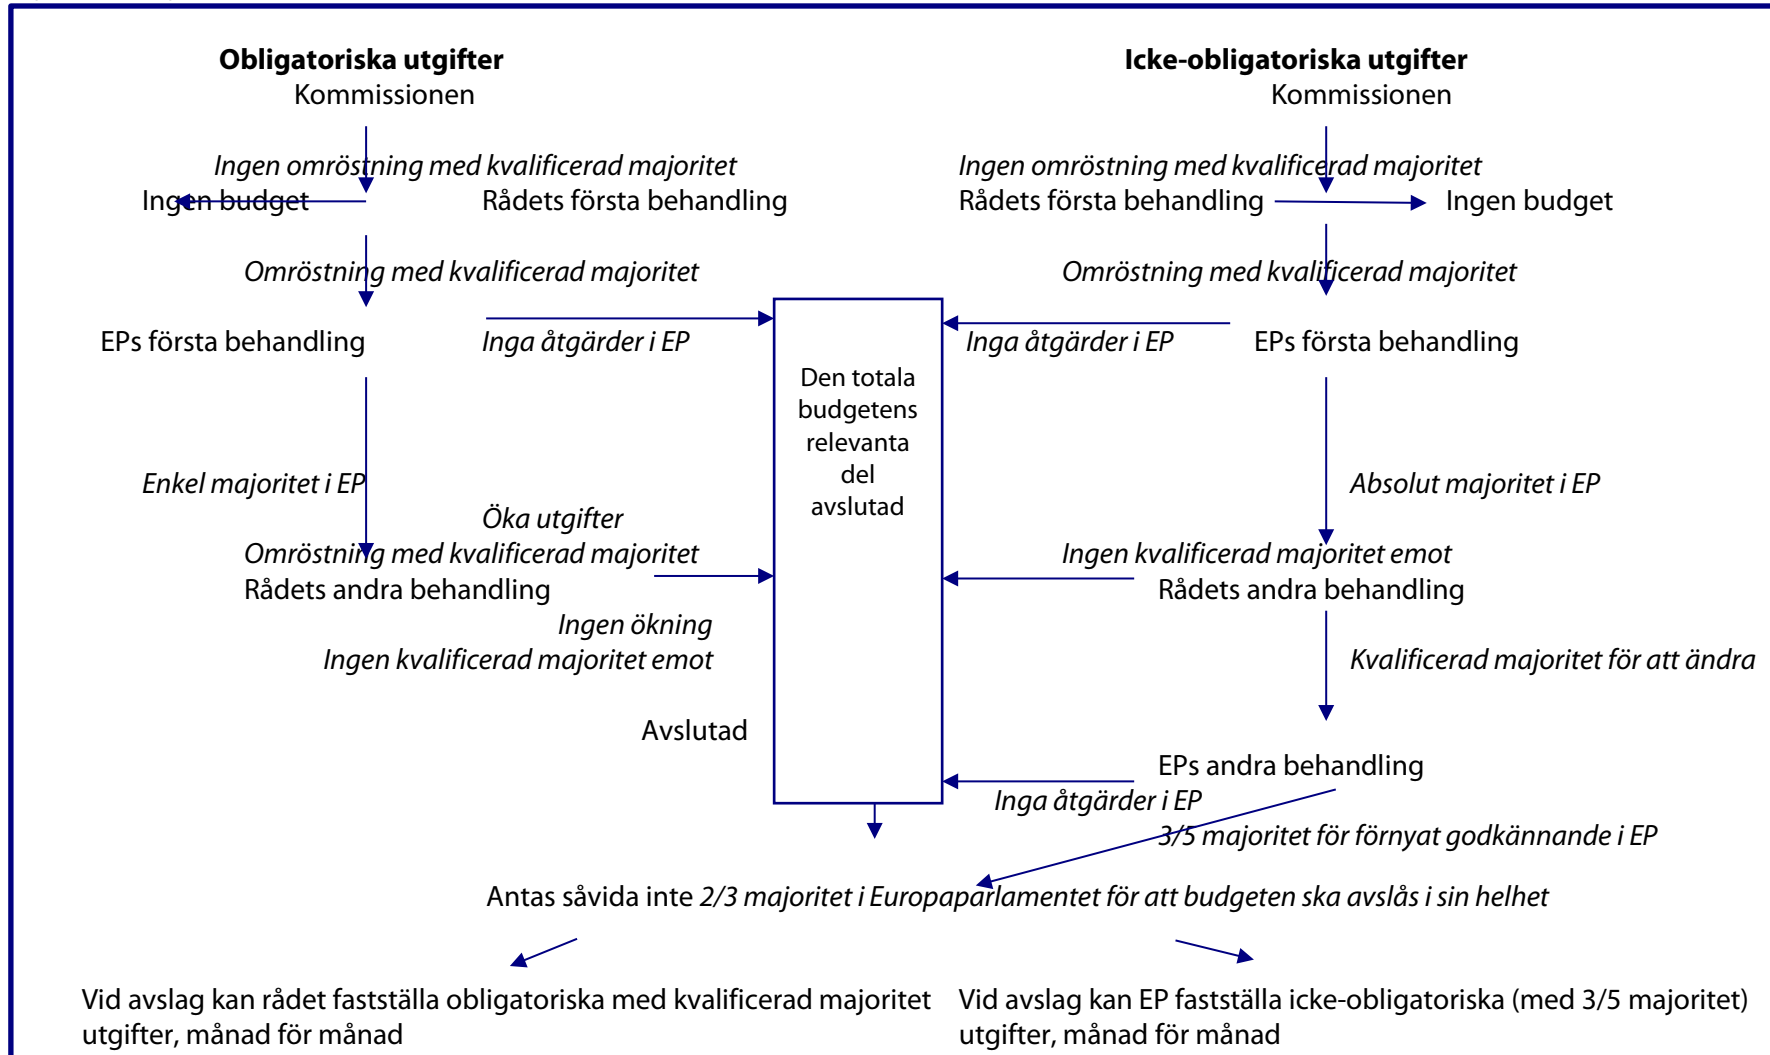 Obligatoriska utgifter
Kommissionen
Icke-obligatoriska utgifter
Kommissionen
Ingen omröstning med kvalificerad majoritet
Ingen omröstning med kvalificerad majoritet
Ingen budget
Rådets första behandling
Rådets första behandling
Ingen budget
Omröstning med kvalificerad majoritet
Omröstning med kvalificerad majoritet
EPs första behandling
Inga åtgärder i EP
Inga åtgärder i EP
EPs första behandling
Den totala
budgetens
relevanta
del
avslutad
Enkel majoritet i EP
Absolut majoritet i EP
Öka utgifter
Omröstning med kvalificerad majoritet
Rådets andra behandling
Ingen kvalificerad majoritet emot
Rådets andra behandling
Ingen ökning
Ingen kvalificerad majoritet emot
Kvalificerad majoritet för att ändra
Avslutad
EPs andra behandling
Inga åtgärder i EP
3/5 majoritet för förnyat godkännande i EP
Antas såvida inte 2/3 majoritet i Europaparlamentet för att budgeten ska avslås i sin helhet
Vid avslag kan rådet fastställa obligatoriska med kvalificerad majoritet
utgifter, månad för månad
Vid avslag kan EP fastställa icke-obligatoriska (med 3/5 majoritet)
utgifter, månad för månad